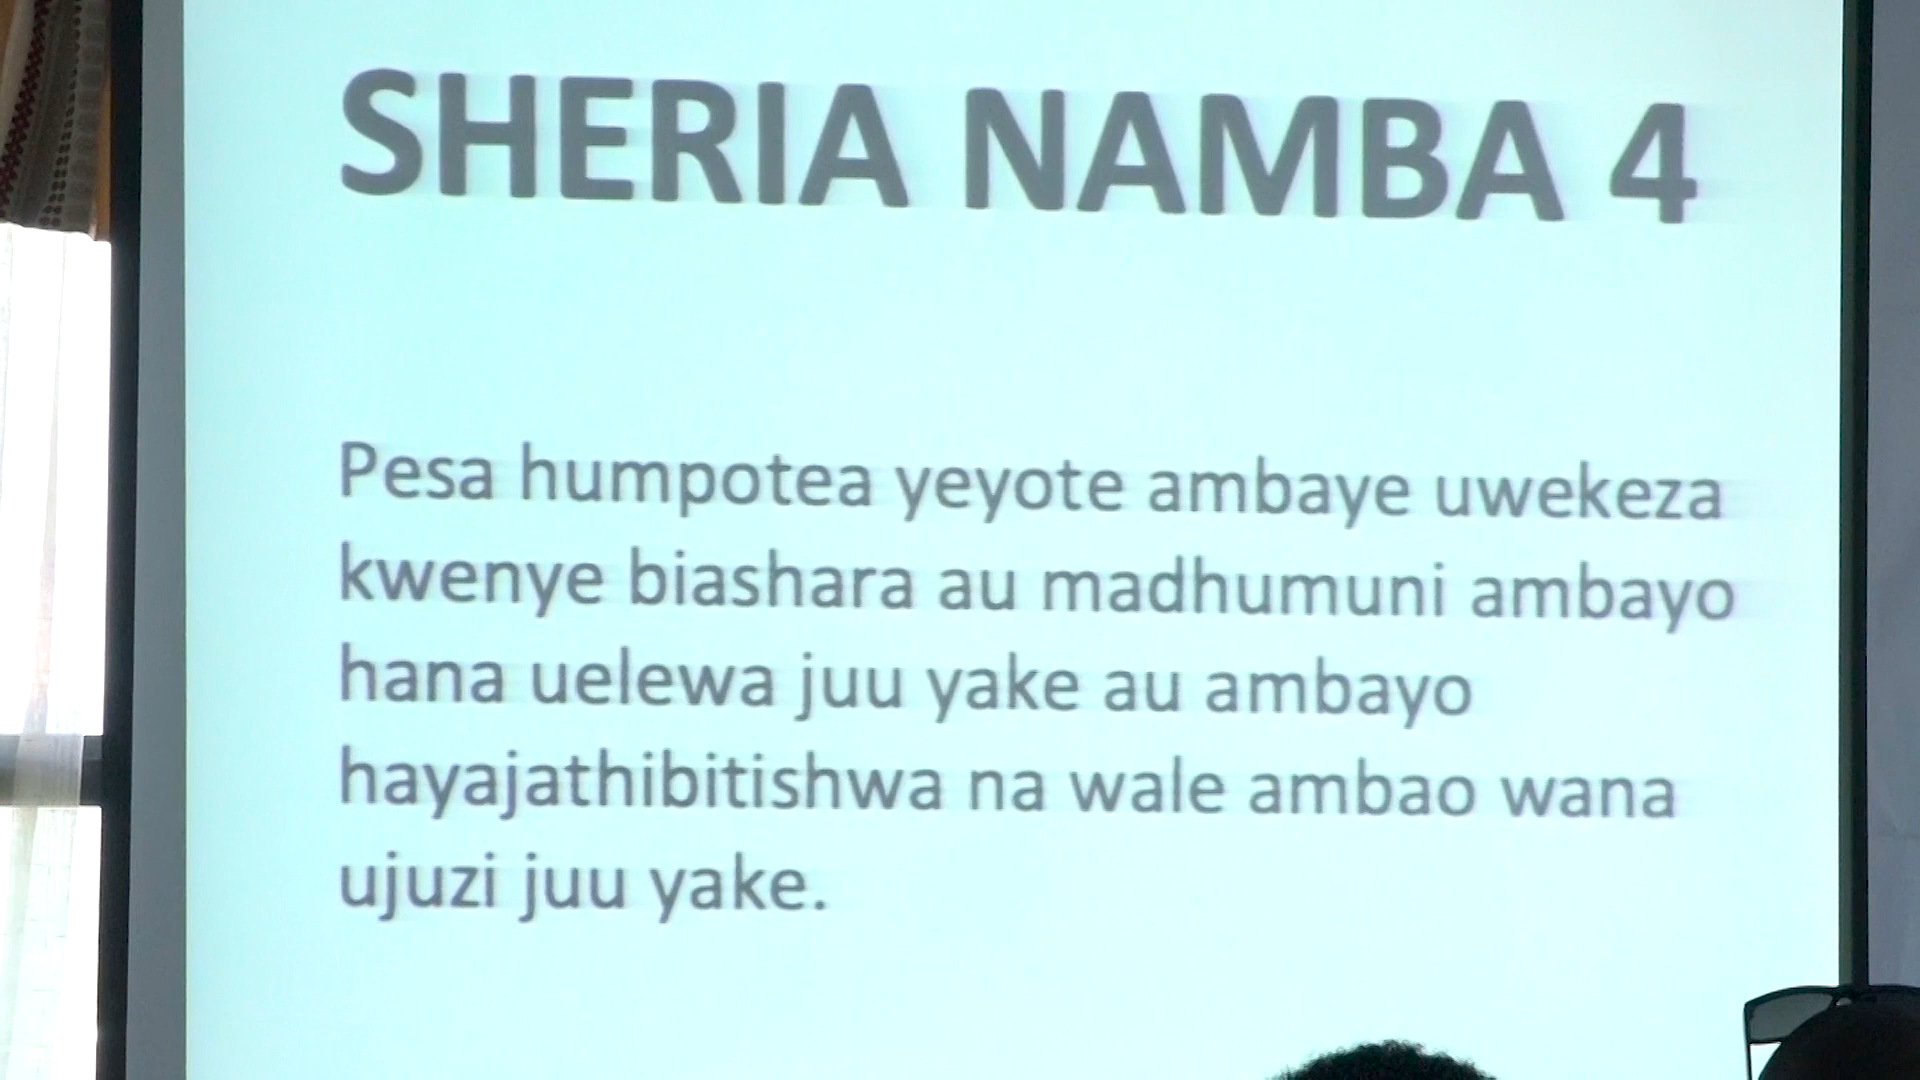 SHERIA NAMBA 4
Pesa humpotea yeyote ambaye uwekeza
kwenye biashara au madhumuni ambayo
hana uelewa juu yake au ambayo
hayajathibitishwa na wale ambao wana
ujuzi juu yake.